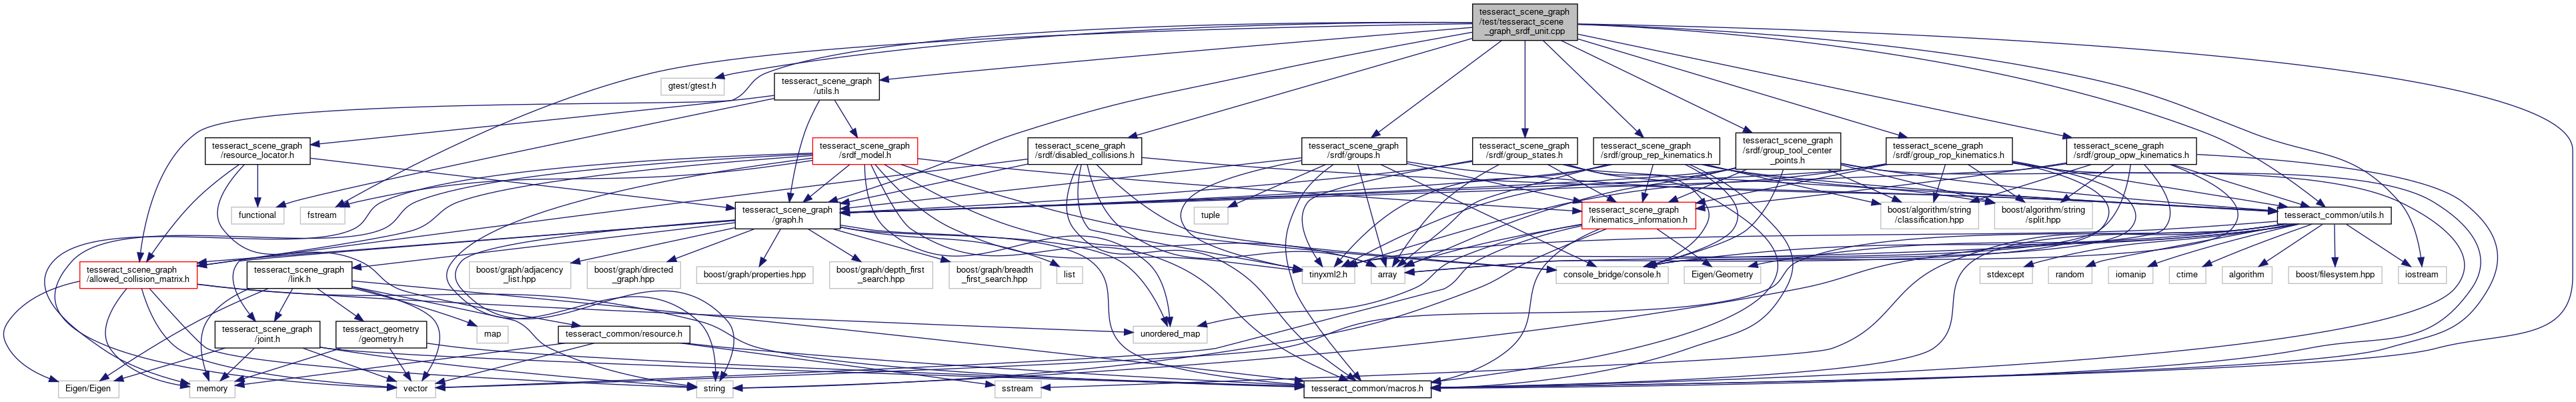 tesseract_scene_graph
/test/tesseract_scene
_graph_srdf_unit.cpp
gtest/gtest.h
tesseract_scene_graph
/utils.h
tesseract_scene_graph
/resource_locator.h
tesseract_scene_graph
/srdf_model.h
tesseract_scene_graph
/srdf/disabled_collisions.h
tesseract_scene_graph
/srdf/groups.h
tesseract_scene_graph
/srdf/group_states.h
tesseract_scene_graph
/srdf/group_rep_kinematics.h
tesseract_scene_graph
/srdf/group_tool_center
_points.h
tesseract_scene_graph
/srdf/group_rop_kinematics.h
tesseract_scene_graph
/srdf/group_opw_kinematics.h
functional
fstream
tesseract_scene_graph
/graph.h
tuple
tesseract_scene_graph
/kinematics_information.h
boost/algorithm/string
/classification.hpp
boost/algorithm/string
/split.hpp
tesseract_common/utils.h
tesseract_scene_graph
/allowed_collision_matrix.h
tesseract_scene_graph
/link.h
boost/graph/adjacency
_list.hpp
boost/graph/directed
_graph.hpp
boost/graph/properties.hpp
boost/graph/depth_first
_search.hpp
boost/graph/breadth
_first_search.hpp
list
tinyxml2.h
array
console_bridge/console.h
Eigen/Geometry
stdexcept
random
iomanip
ctime
algorithm
boost/filesystem.hpp
iostream
tesseract_scene_graph
/joint.h
tesseract_geometry
/geometry.h
map
tesseract_common/resource.h
unordered_map
Eigen/Eigen
memory
vector
string
sstream
tesseract_common/macros.h